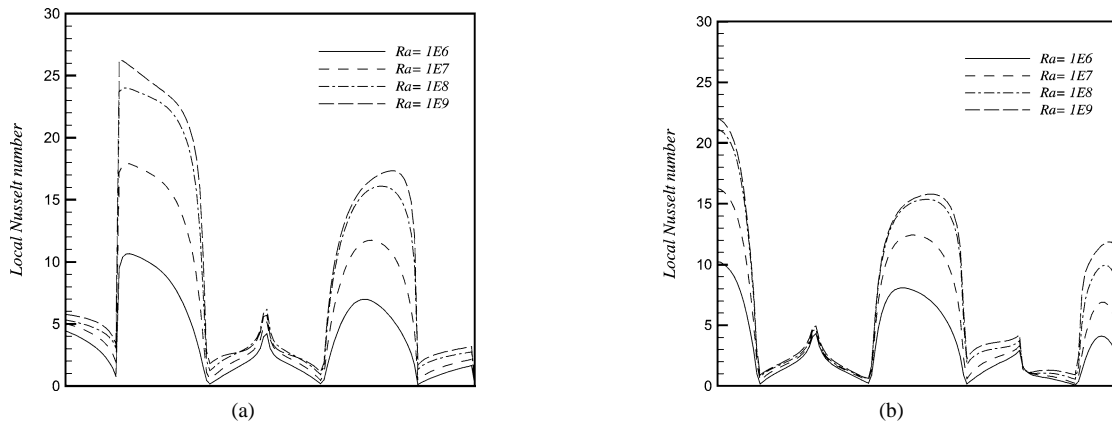 30
25
20
15
10
5
0
Local Nusselt number
Ra= 1E6
Ra= 1E7
Ra= 1E8
Ra= 1E9
(a)
30
25
20
15
10
5
0
Local Nusselt number
Ra= 1E6
Ra= 1E7
Ra= 1E8
Ra= 1E9
(b)